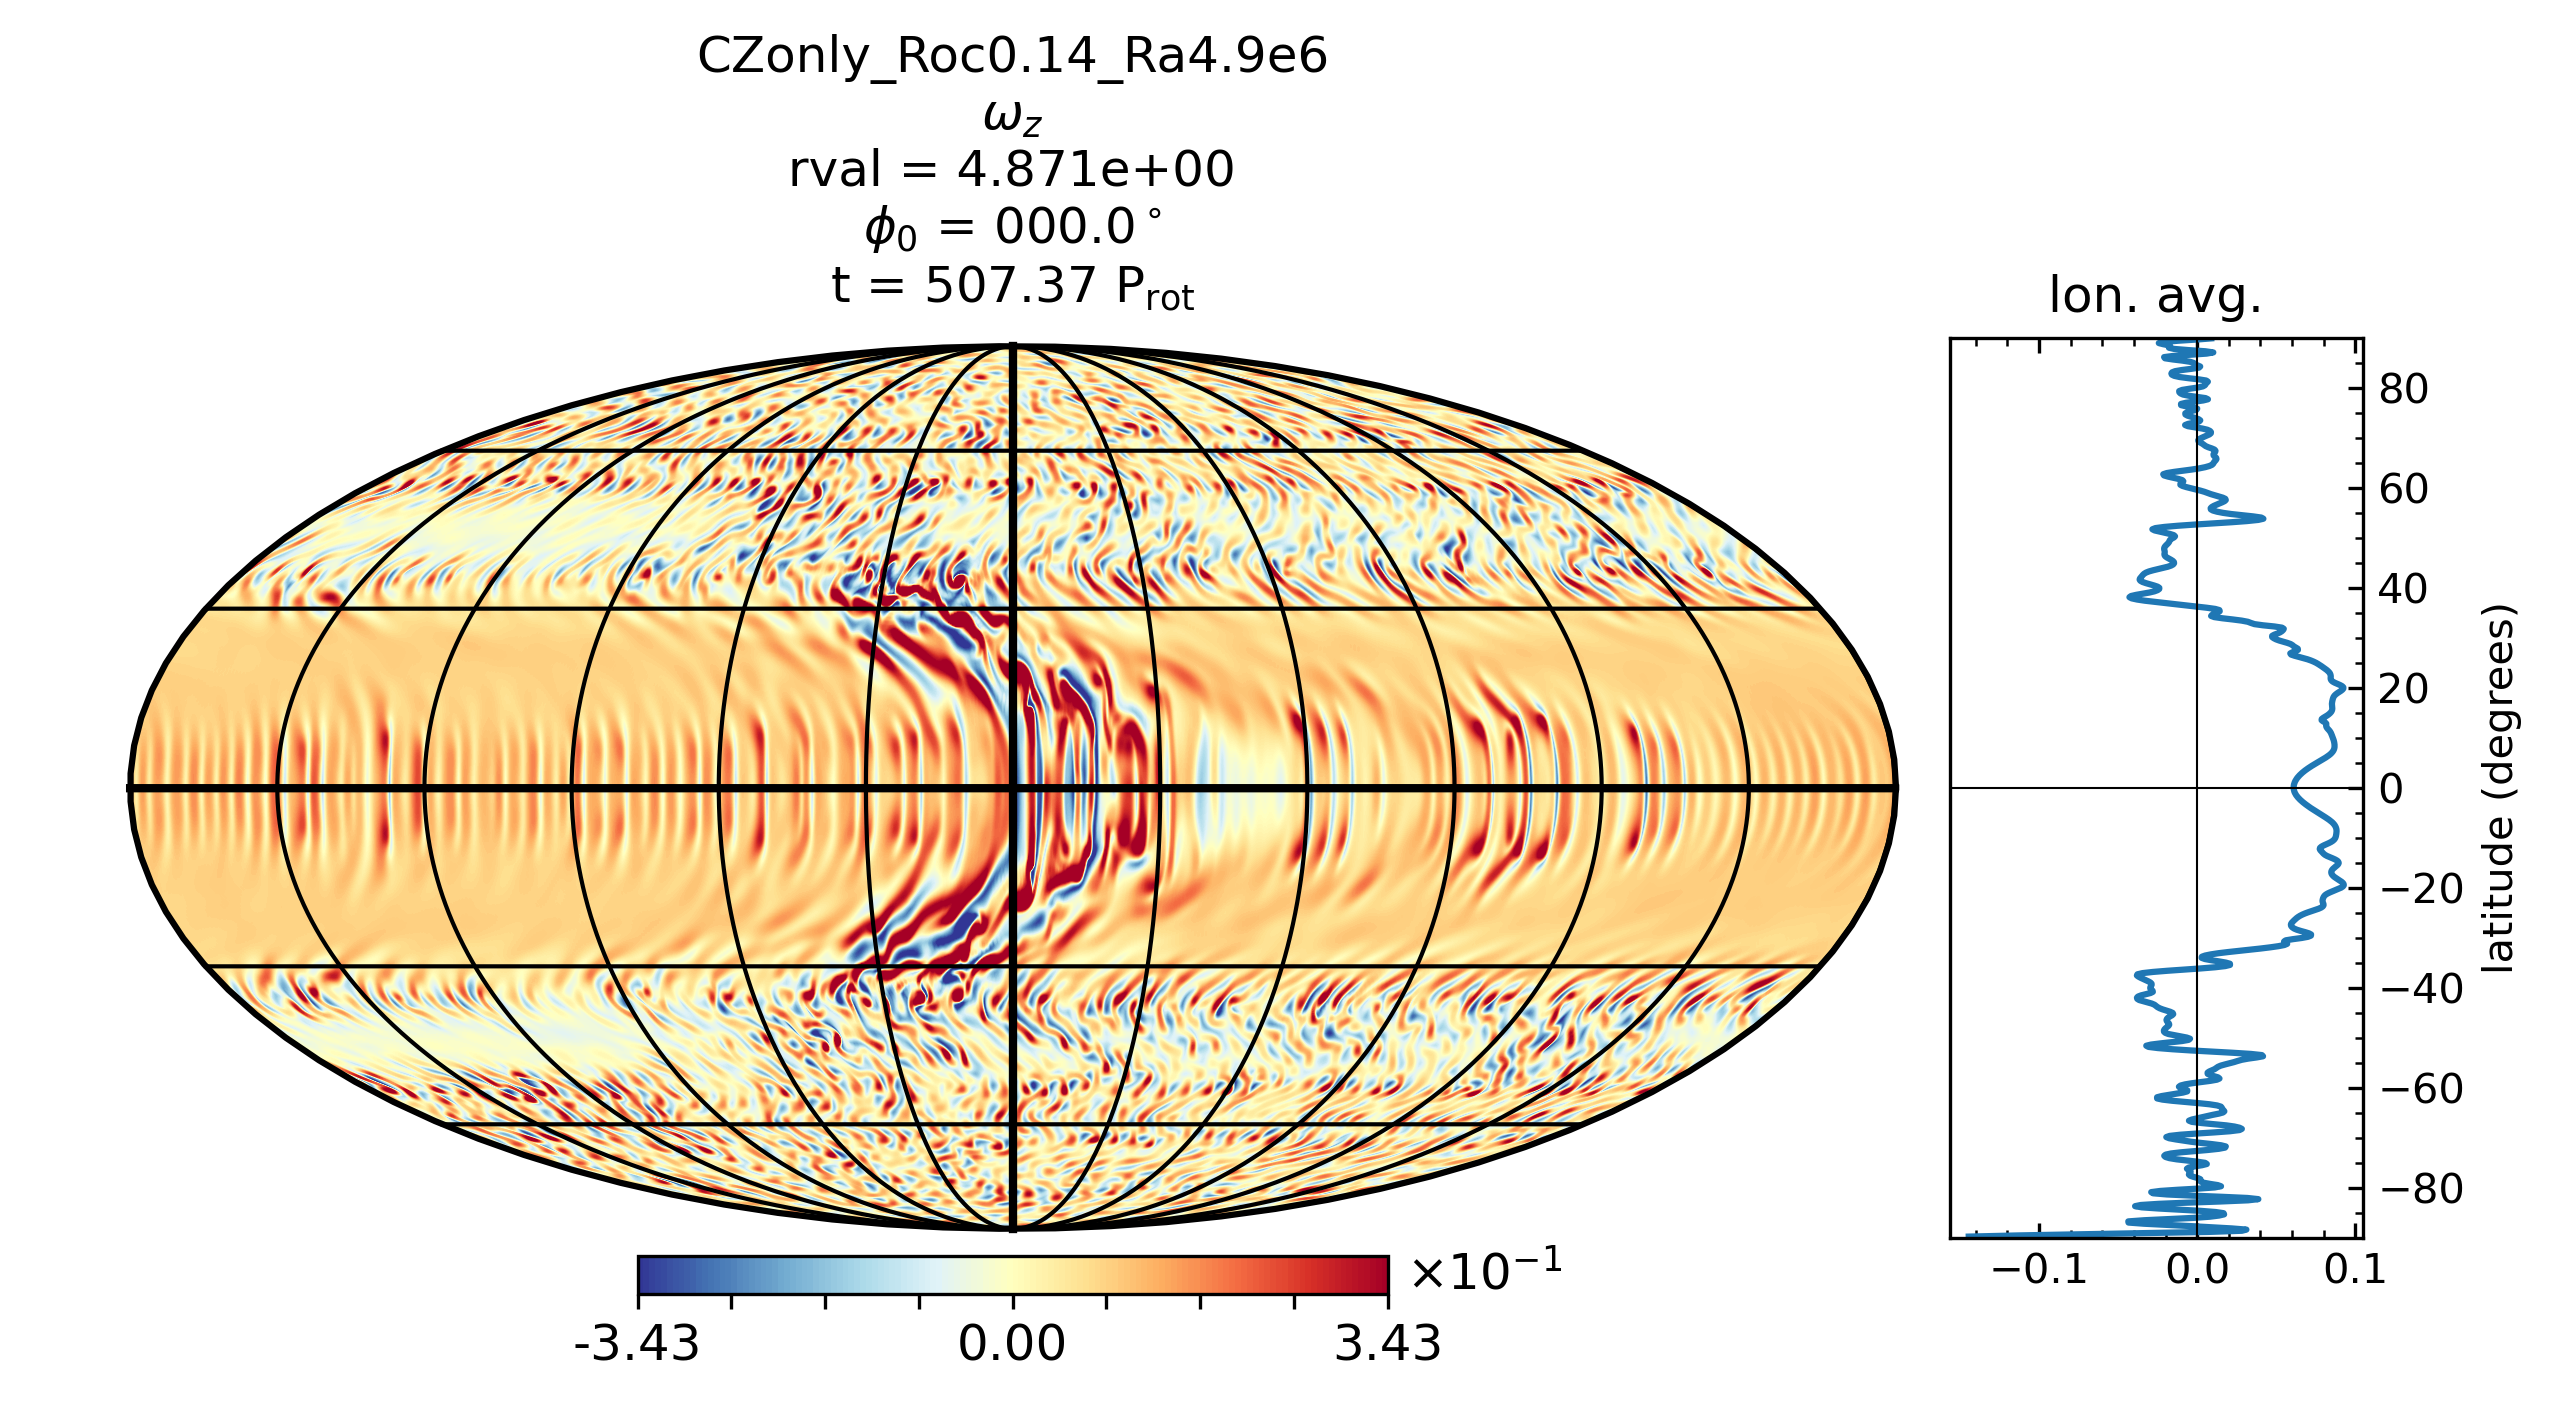 CZonly_Roc0.14_Ra4.9e6
ω_z
rval = 4.871e+00
ϕ₀ = 000.0°
t = 507.37 P_rot
lon. avg.
80
60
40
20
0
−20
−40
−60
−80
latitude (degrees)
−0.1 0.0 0.1
×10⁻¹
-3.43 0.00 3.43